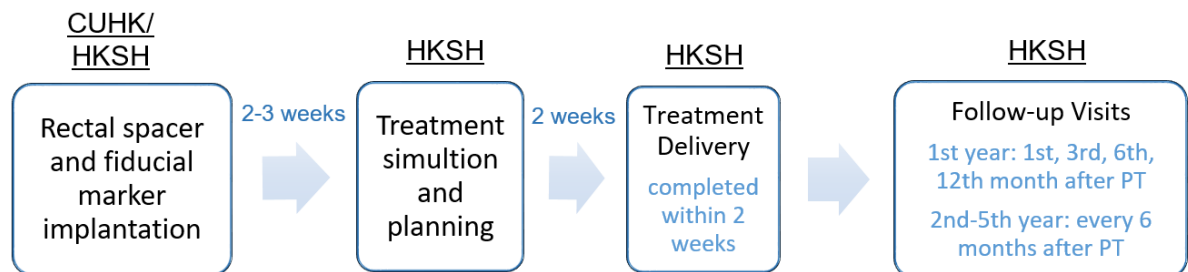 CUHK/
HKSH
Rectal spacer
and fiducial
marker
implantation
2-3 weeks
HKSH
Treatment
simultion
and
planning
2 weeks
HKSH
Treatment
Delivery
completed
within 2
weeks
HKSH
Follow-up Visits
1st year: 1st, 3rd, 6th,
12th month after PT
2nd-5th year: every 6
months after PT